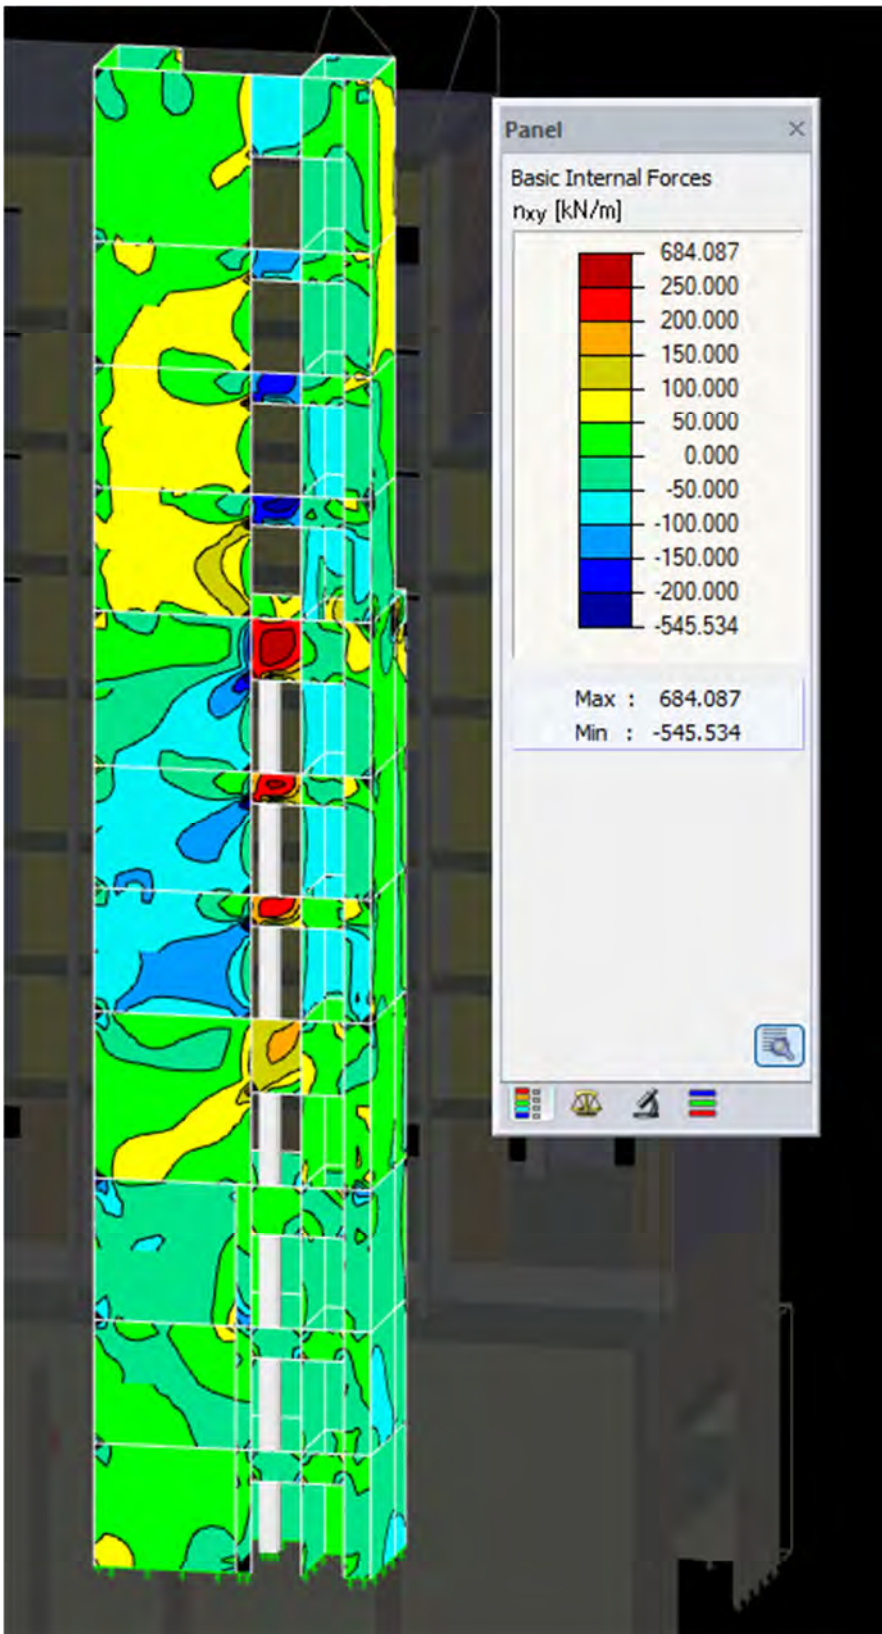 Panel
Basic Internal Forces
nxy [kN/m]
684.087
250.000
200.000
150.000
100.000
50.000
0.000
-50.000
-100.000
-150.000
-200.000
-545.534
Max : 684.087
Min : -545.534